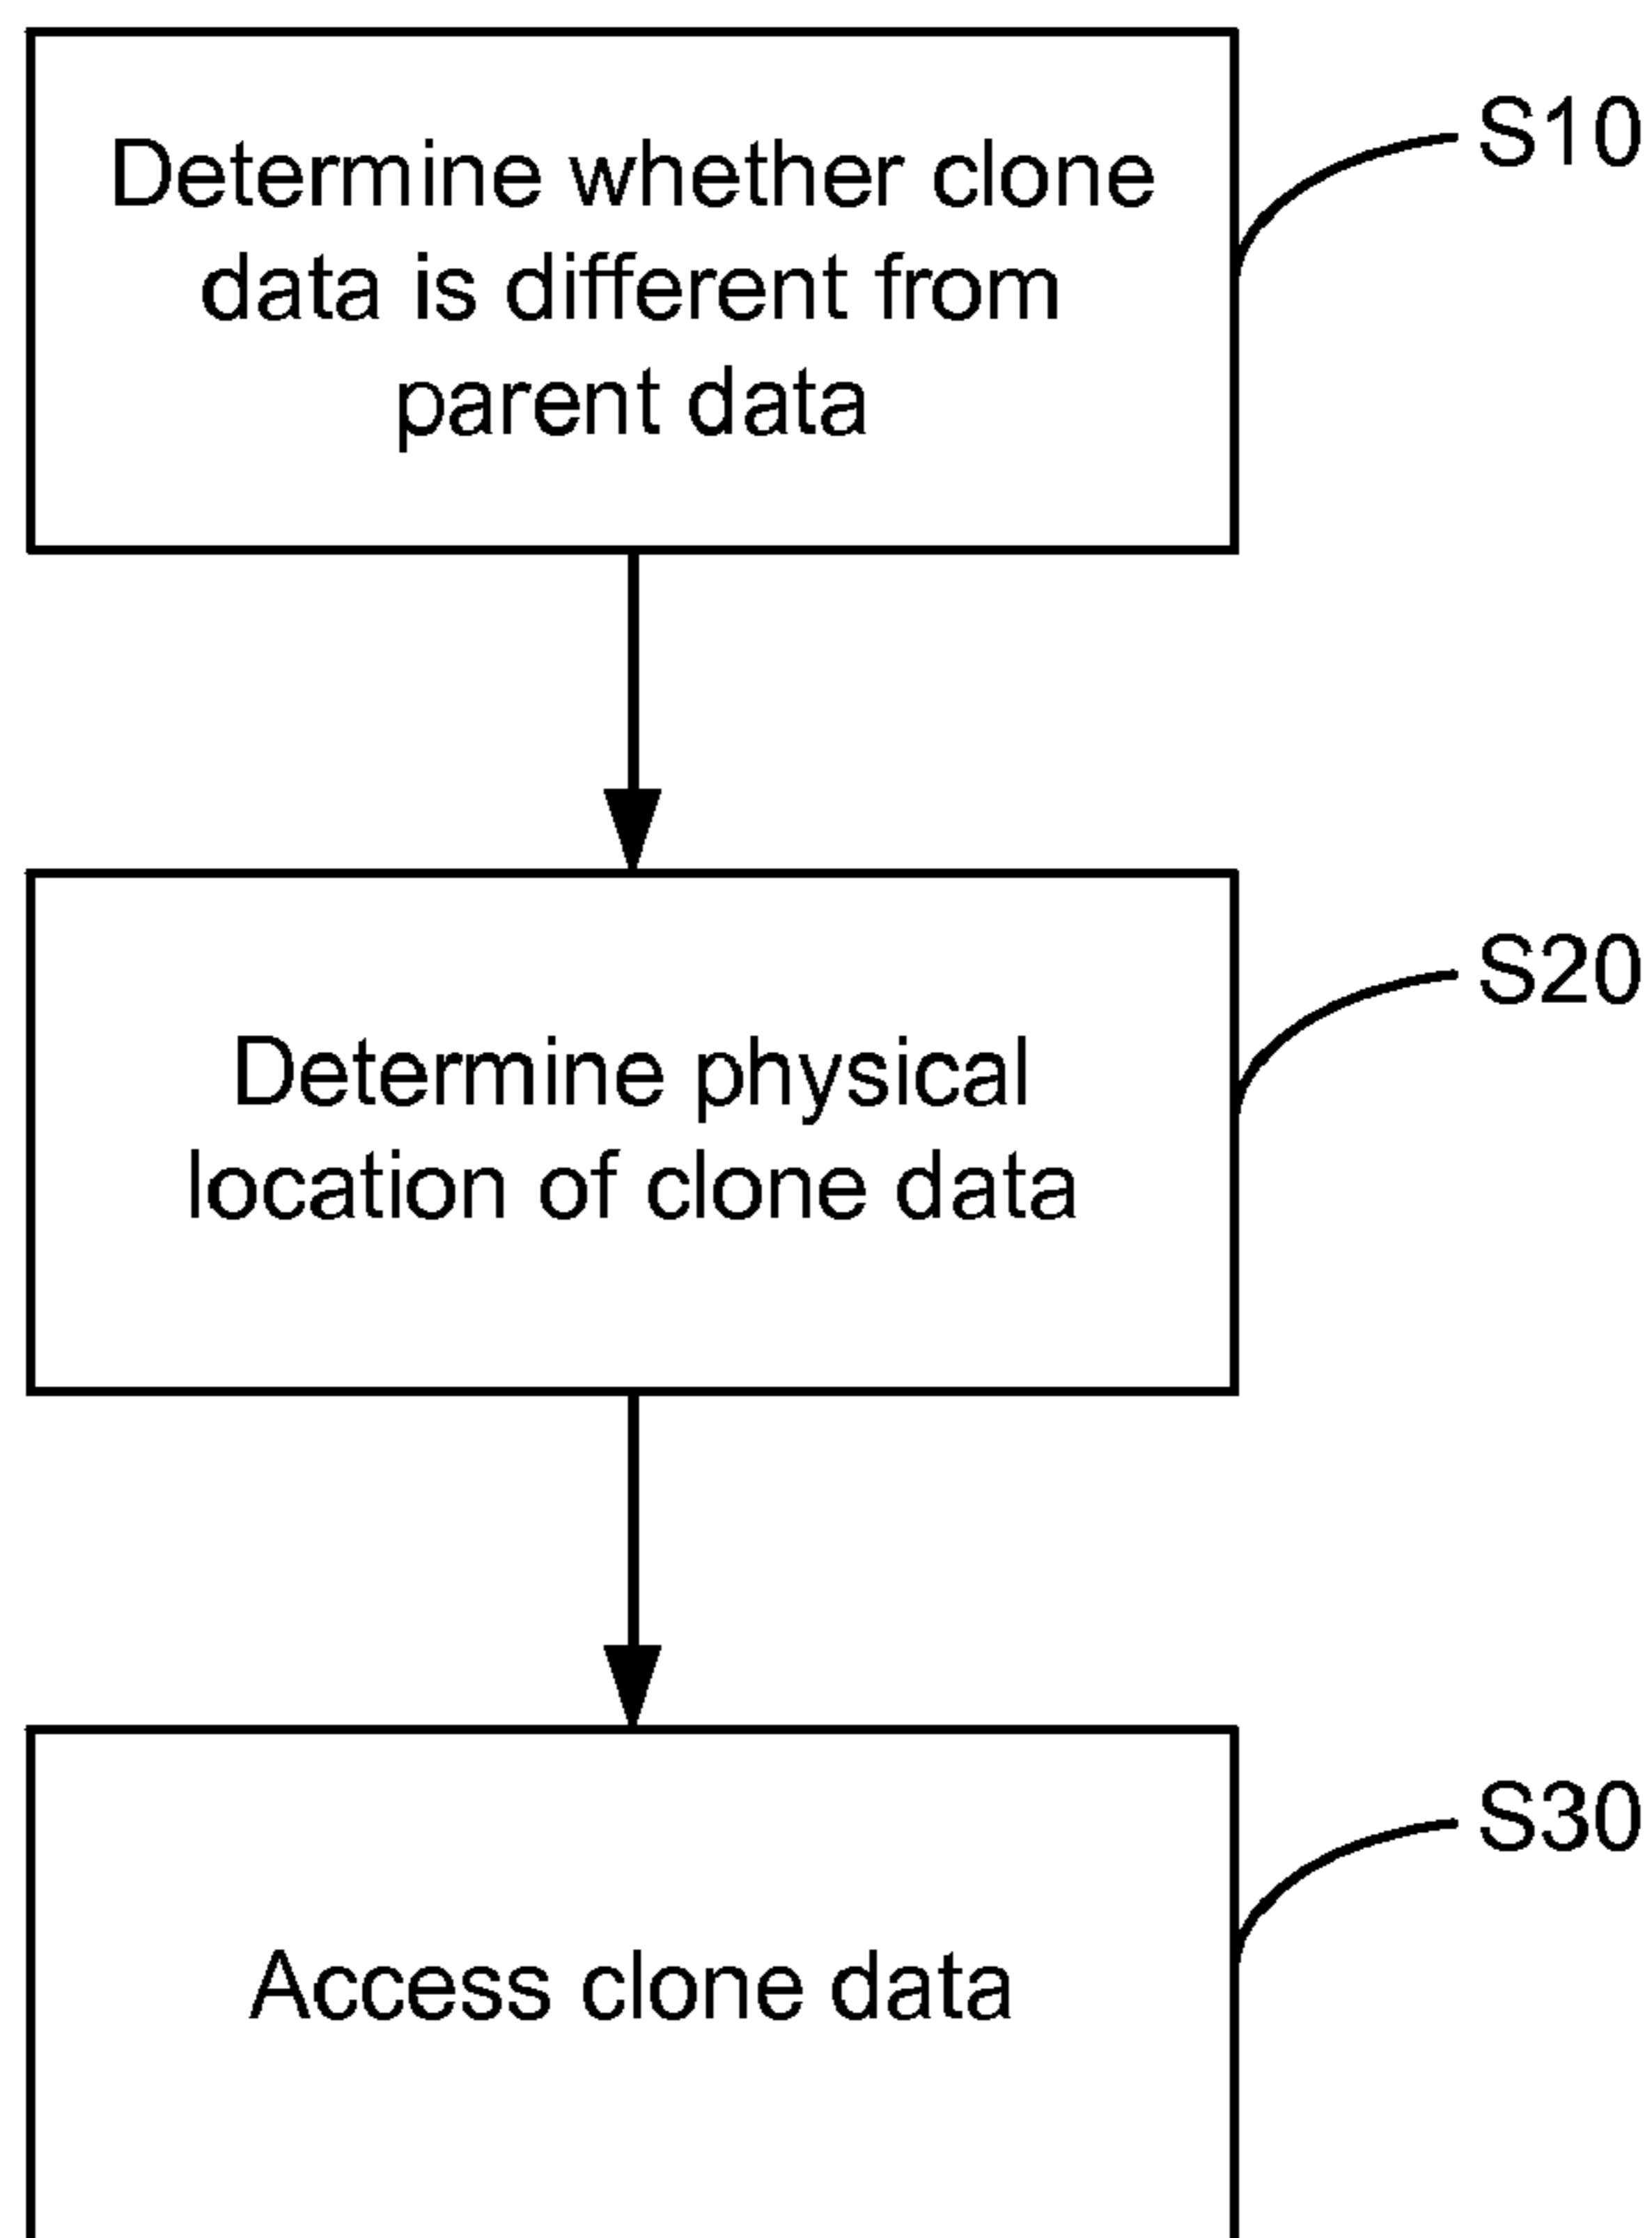 Determine whether clone
data is different from
parent data
S10
Determine physical
location of clone data
S20
Access clone data
S30